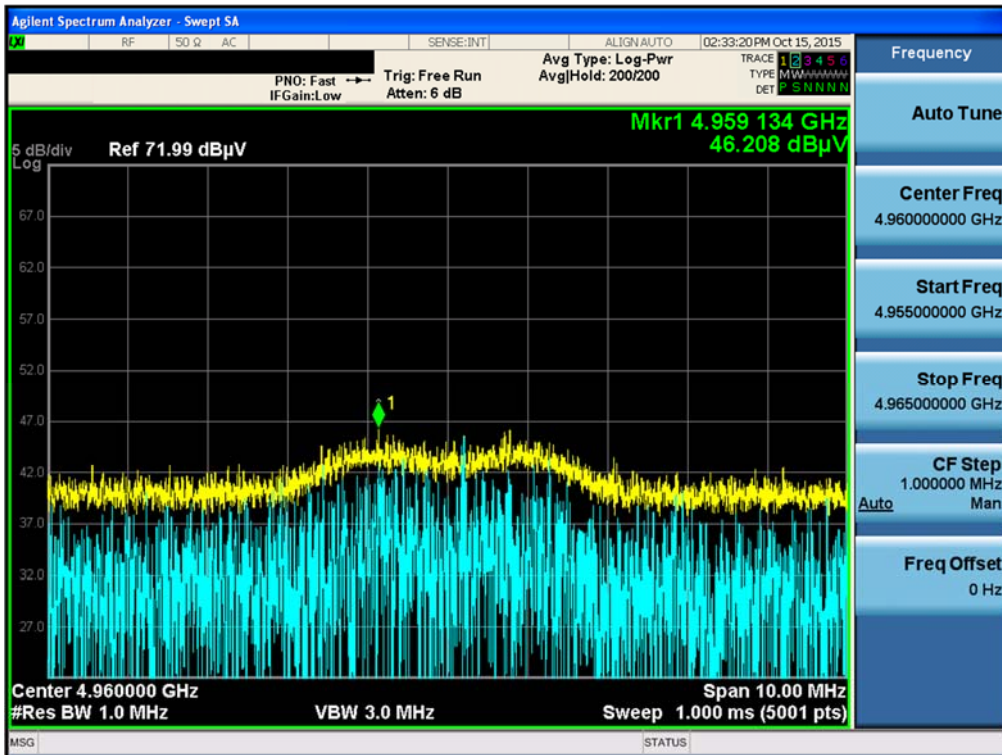 Agilent Spectrum Analyzer - Swept SA
LXI RF 50 Ω AC SENSE:INT ALIGN AUTO 02:33:20 PM Oct 15, 2015
Frequency
PNO: Fast
IFGain:Low
Trig: Free Run
Atten: 6 dB
Avg Type: Log-Pwr
Avg|Hold: 200/200
TRACE 1 2 3 4 5 6
TYPE M W
DET P S N N N N
Mkr1 4.959 134 GHz
46.208 dBµV
5 dB/div Ref 71.99 dBµV
Log
67.0
62.0
57.0
52.0
47.0
42.0
37.0
32.0
27.0
1
Center 4.960000 GHz Span 10.00 MHz
#Res BW 1.0 MHz VBW 3.0 MHz Sweep 1.000 ms (5001 pts)
Auto Tune
Center Freq
4.960000000 GHz
Start Freq
4.955000000 GHz
Stop Freq
4.965000000 GHz
CF Step
1.000000 MHz
Auto Man
Freq Offset
0 Hz
MSG STATUS